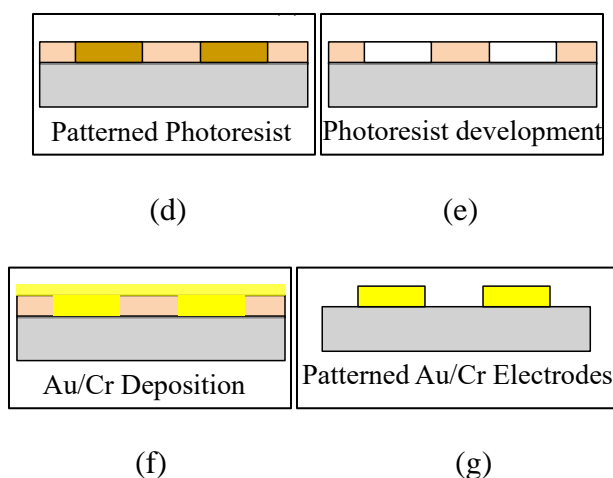 Patterned Photoresist
Photoresist development
(d)
(e)
Au/Cr Deposition
Patterned Au/Cr Electrodes
(f)
(g)